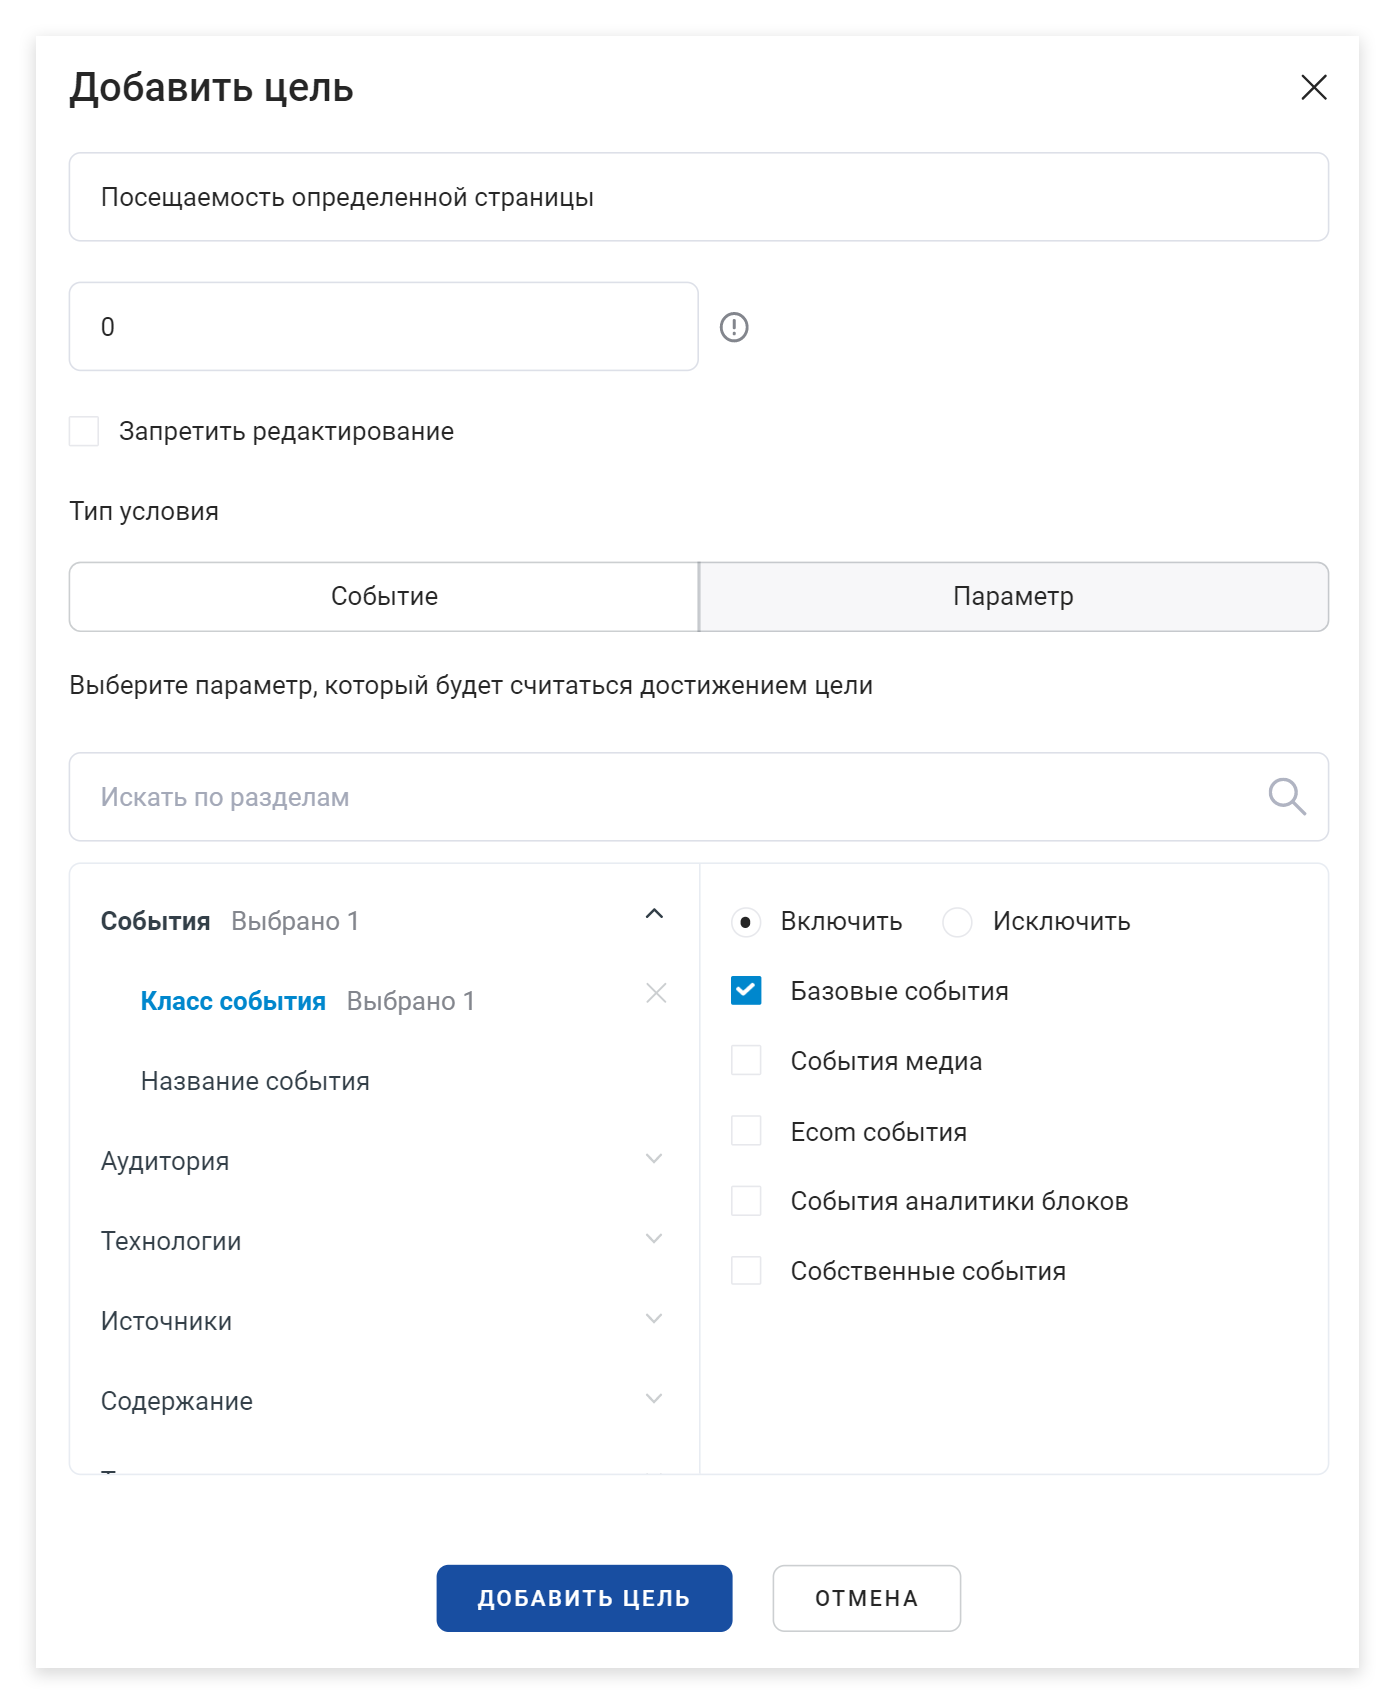 Добавить цель
Посещаемость определенной страницы
0
Запретить редактирование
Тип условия
Событие
Параметр
Выберите параметр, который будет считаться достижением цели
Искать по разделам
События Выбрано 1
Класс события Выбрано 1
Название события
Аудитория
Технологии
Источники
Содержание
Включить Исключить
Базовые события
События медиа
Ecom события
События аналитики блоков
Собственные события
ДОБАВИТЬ ЦЕЛЬ
ОТМЕНА